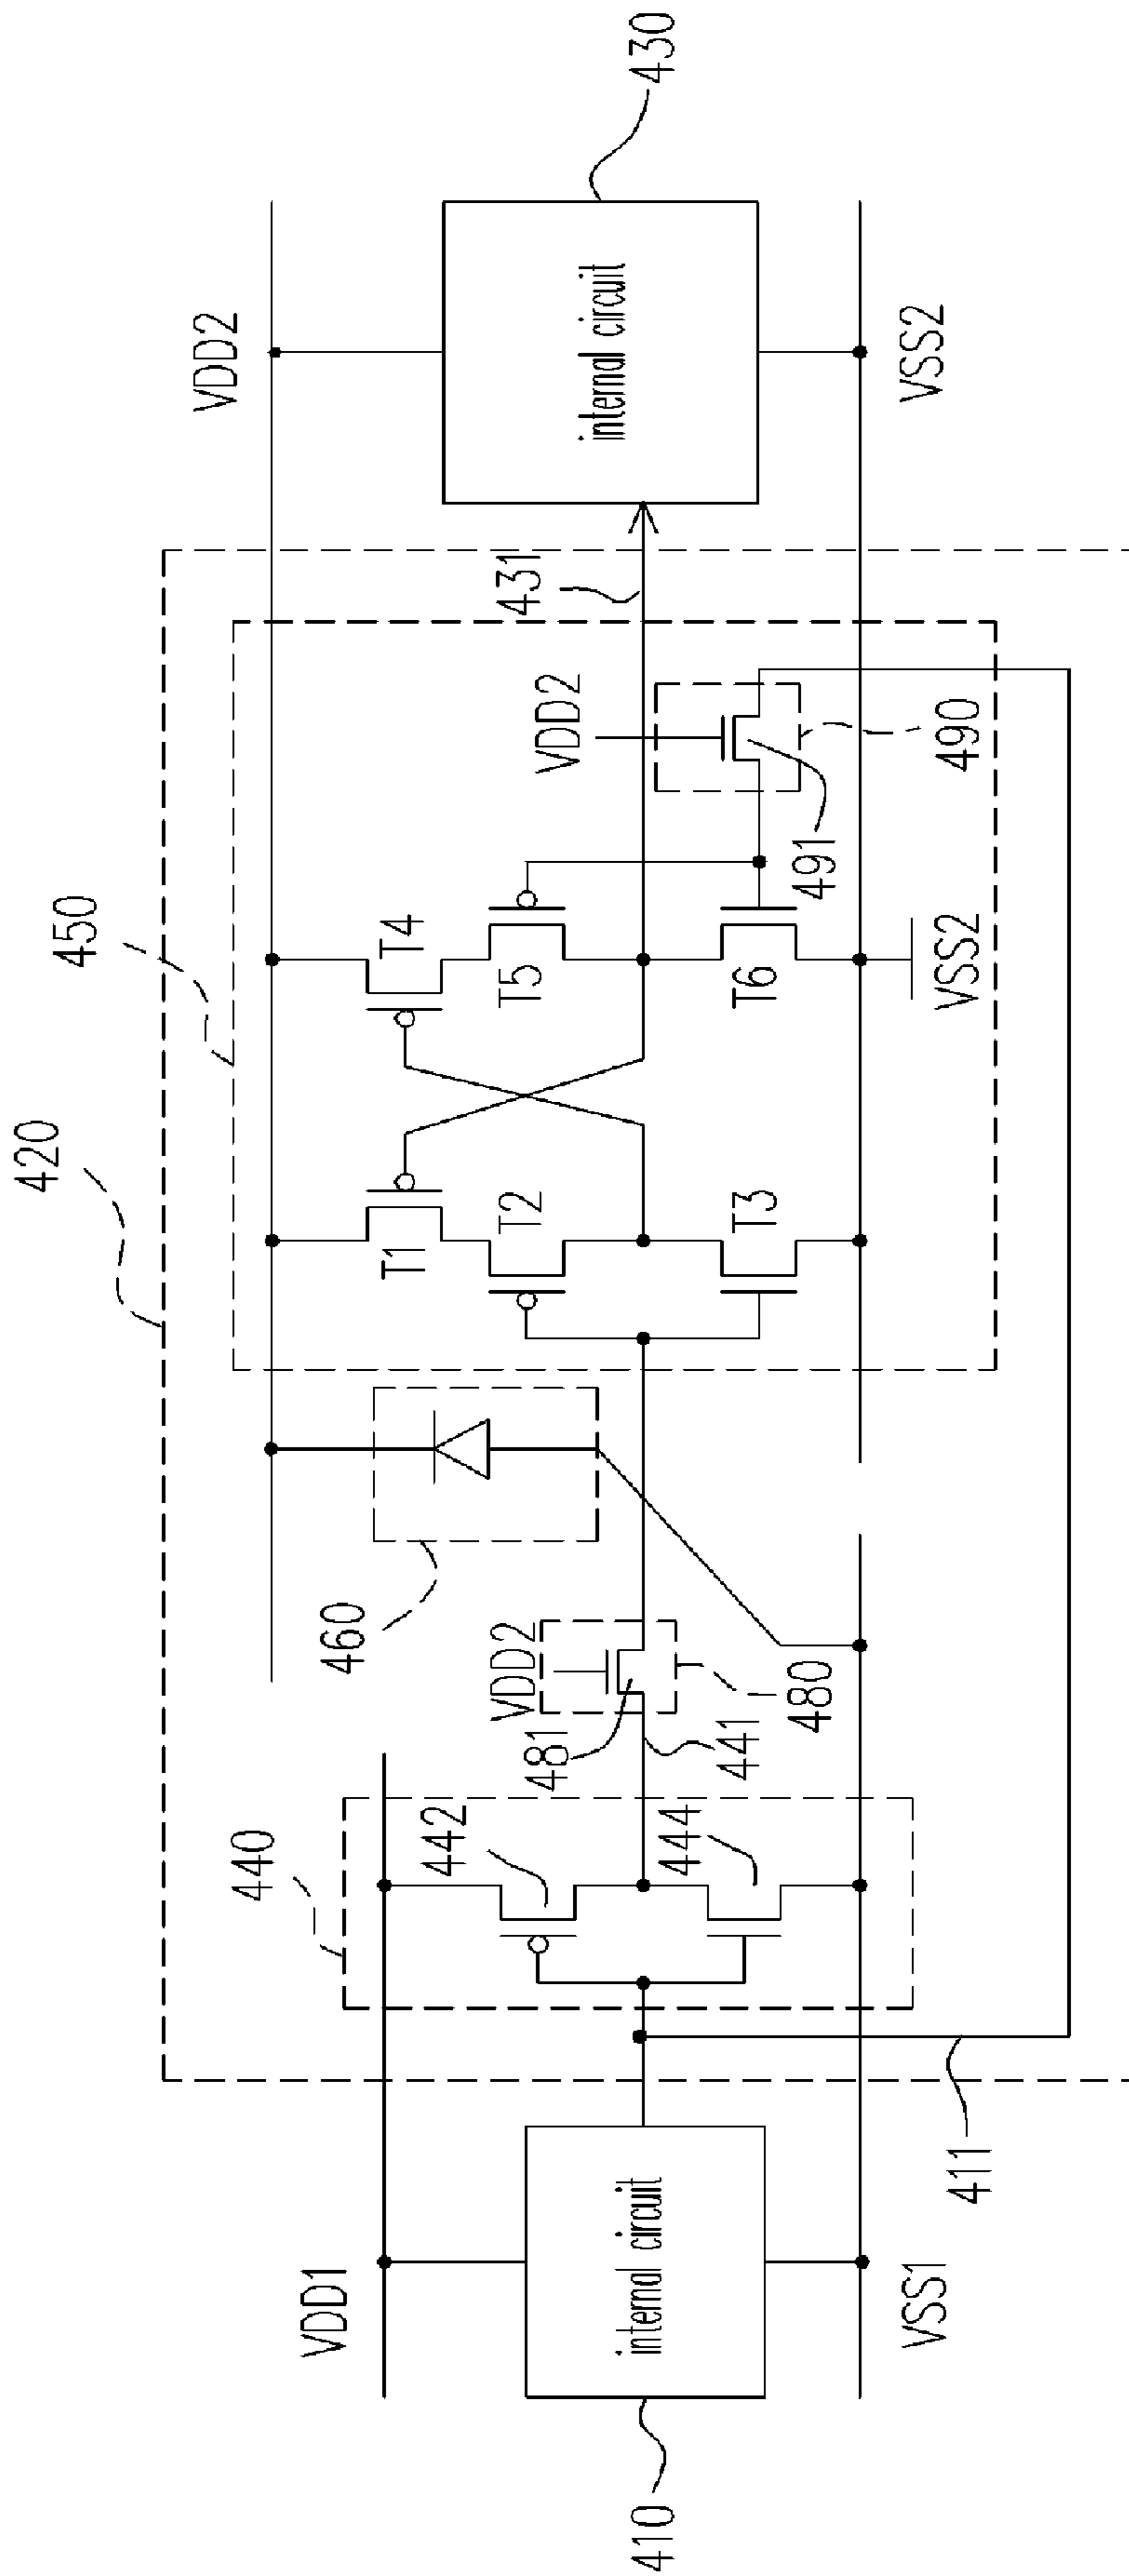 420
450
VDD2
VDD1
440
460
T1
T4
442
VDD2
T2
T5
VDD2
431
internal circuit
internal circuit
430
410
481
441
444
480
T3
T6
491
490
VSS1
VSS2
VSS2
411